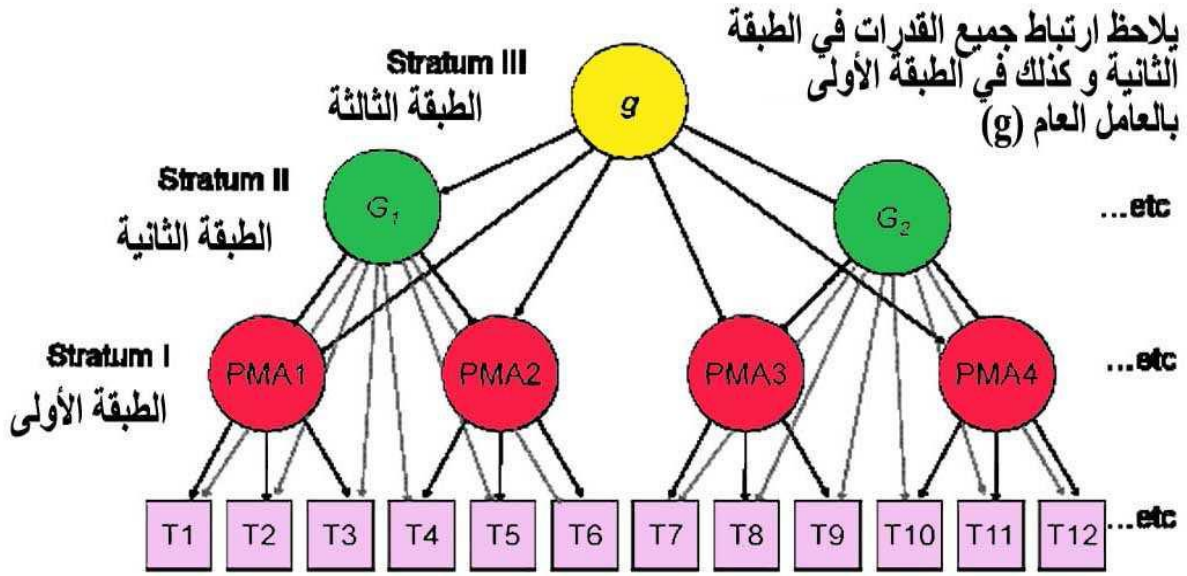 يلاحظ ارتباط جميع القدرات في الطبقة
الثانية و كذلك في الطبقة الأولى
بالعامل العام (g)
Stratum III
الطبقة الثالثة
g
Stratum II
الطبقة الثانية
G₁
G₂
...etc
Stratum I
الطبقة الأولى
PMA1
PMA2
PMA3
PMA4
...etc
T1
T2
T3
T4
T5
T6
T7
T8
T9
T10
T11
T12
...etc